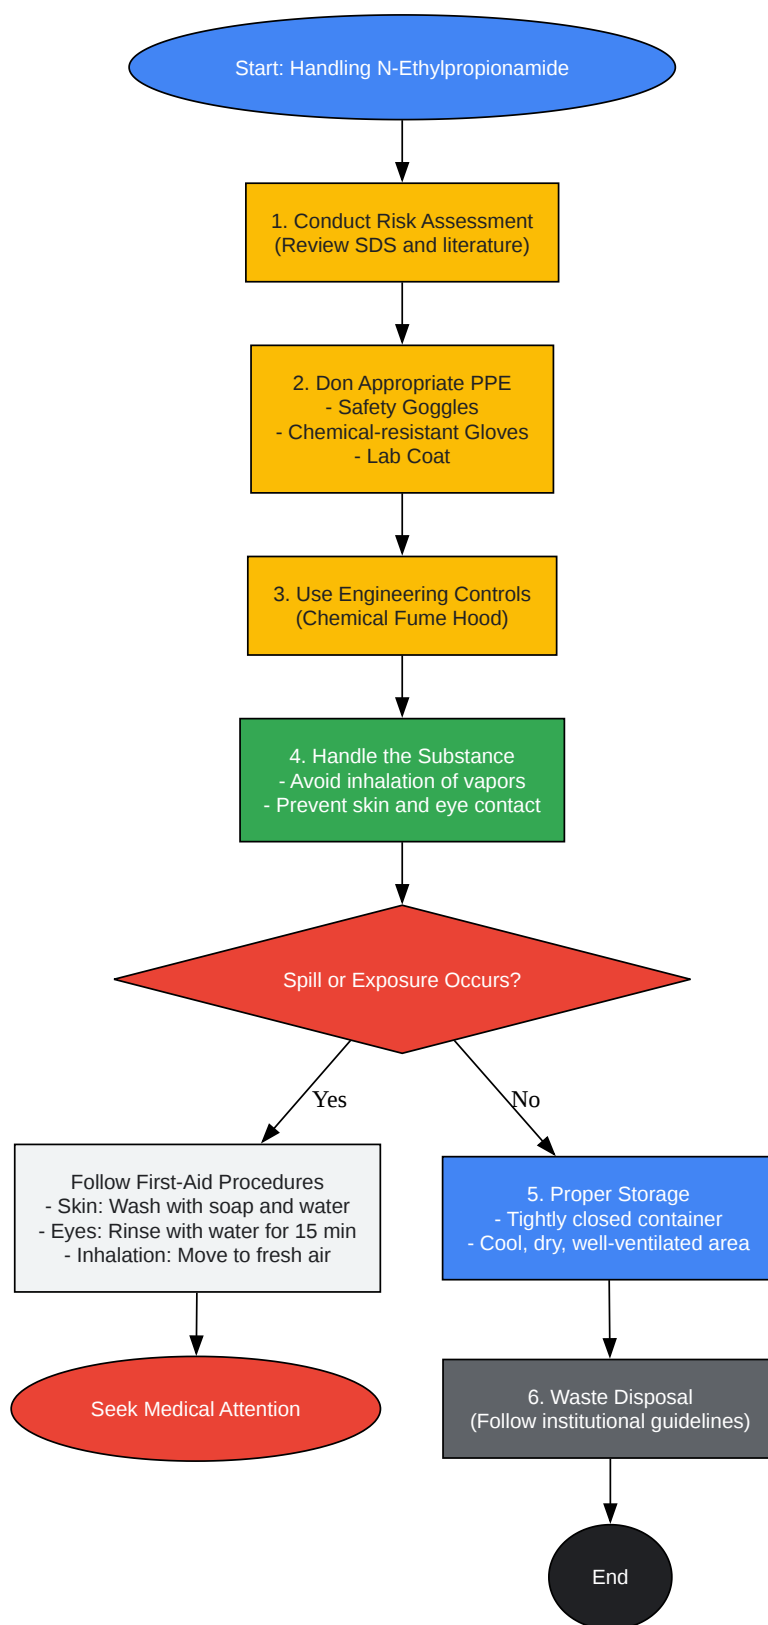 Start: Handling N-Ethylpropionamide
1. Conduct Risk Assessment
(Review SDS and literature)
2. Don Appropriate PPE
- Safety Goggles
- Chemical-resistant Gloves
- Lab Coat
3. Use Engineering Controls
(Chemical Fume Hood)
4. Handle the Substance
- Avoid inhalation of vapors
- Prevent skin and eye contact
Spill or Exposure Occurs?
Yes
No
Follow First-Aid Procedures
- Skin: Wash with soap and water
- Eyes: Rinse with water for 15 min
- Inhalation: Move to fresh air
Seek Medical Attention
5. Proper Storage
- Tightly closed container
- Cool, dry, well-ventilated area
6. Waste Disposal
(Follow institutional guidelines)
End